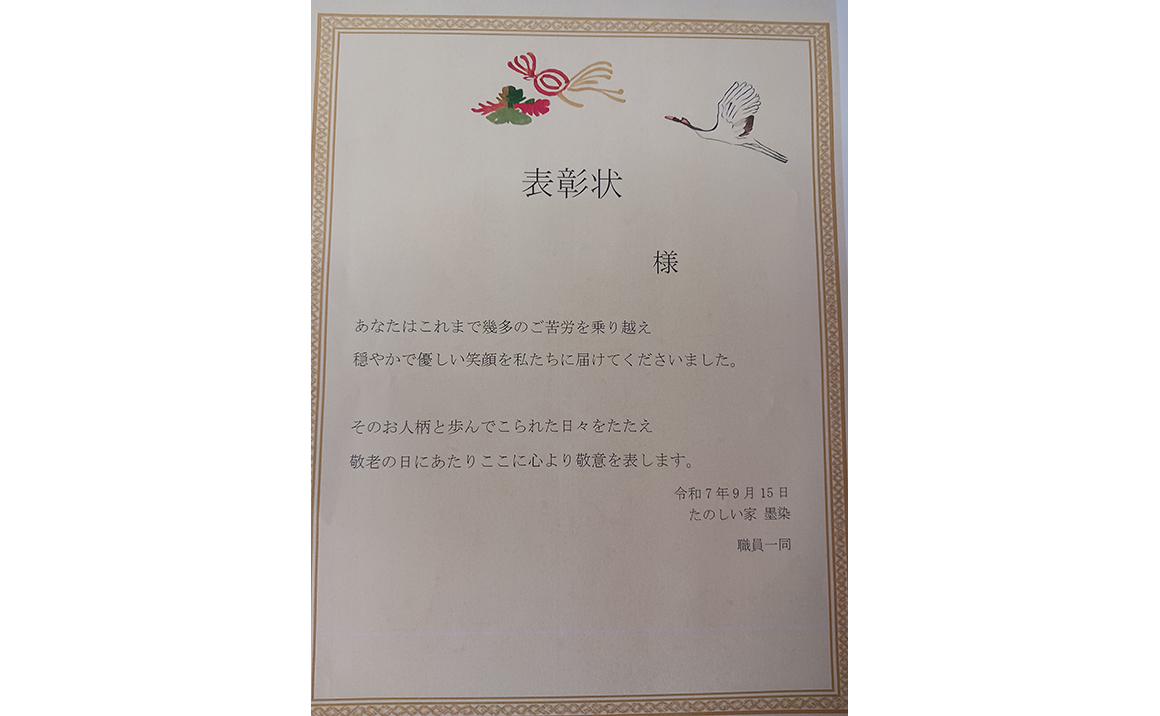 表彰状
様
あなたはこれまで幾多のご苦労を乗り越え
穏やかで優しい笑顔を私たちに届けてくださいました。
そのお人柄と歩んでこられた日々をたたえ
敬老の日にあたりここに心より敬意を表します。
令和7年9月15日
たのしい家 墨染
職員一同